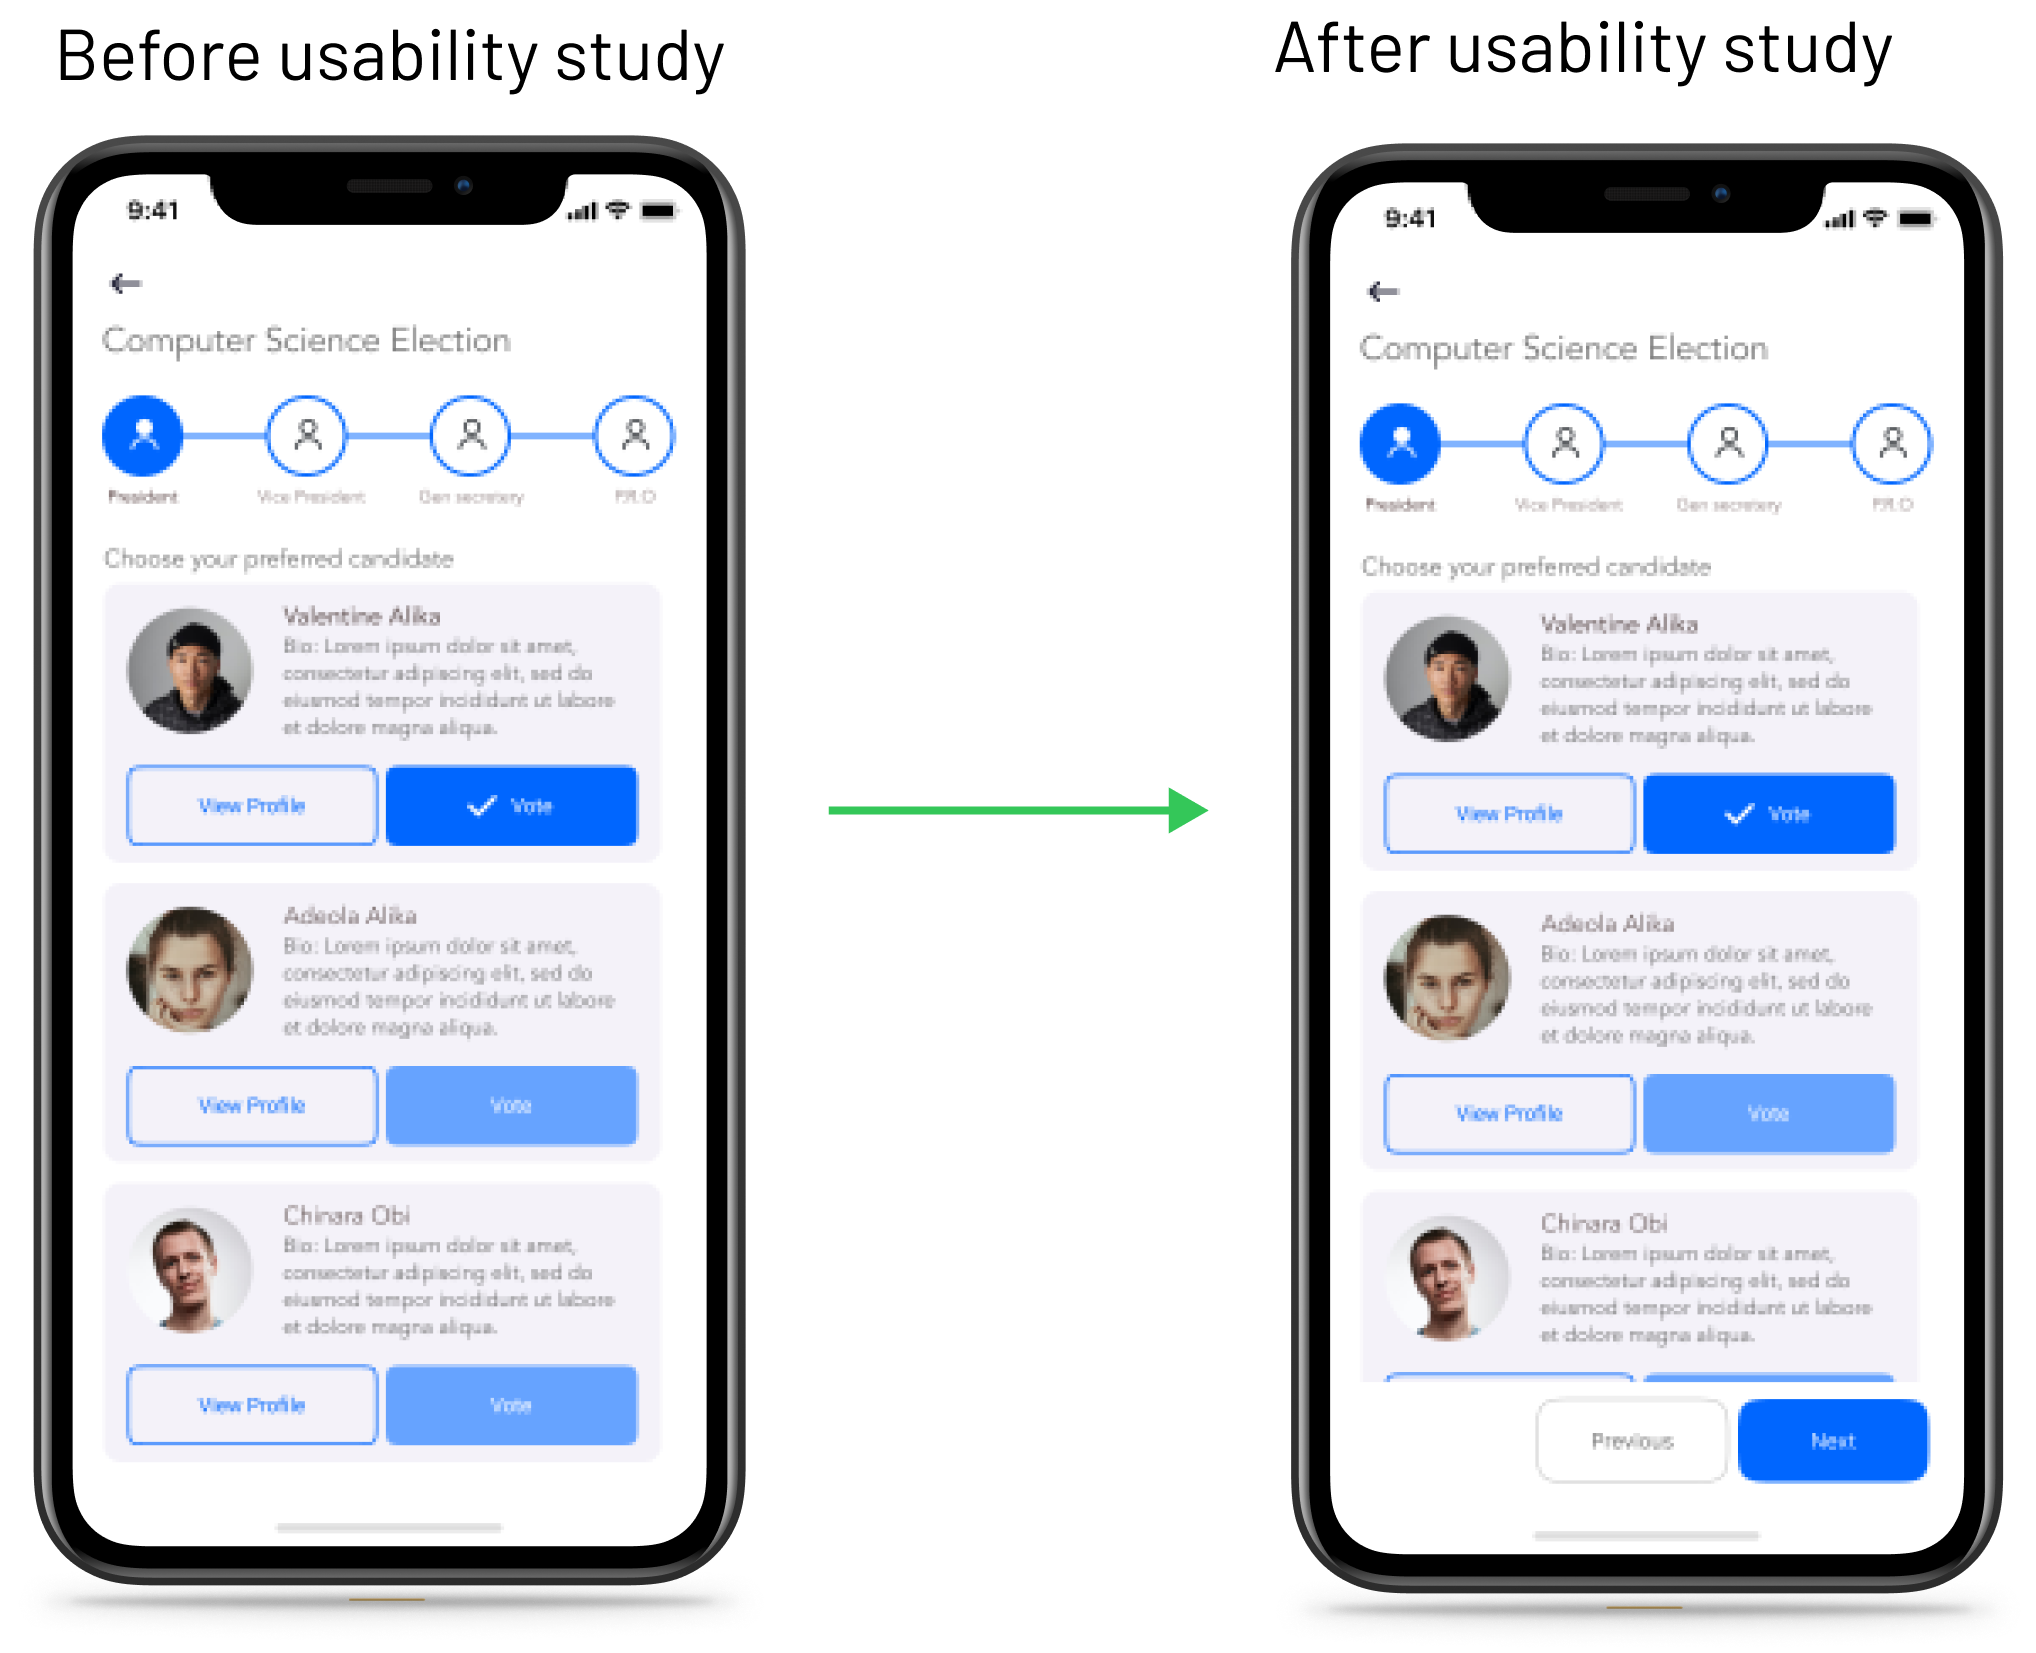 Before usability study
9:41
Computer Science Election
President Vice President Gen secretary P.R.O
Choose your preferred candidate
Valentine Alika
Bio: Lorem ipsum dolor sit amet,
consectetur adipiscing elit, sed do
eiusmod tempor incididunt ut labore
et dolore magna aliqua.
View Profile Vote
Adeola Alika
Bio: Lorem ipsum dolor sit amet,
consectetur adipiscing elit, sed do
eiusmod tempor incididunt ut labore
et dolore magna aliqua.
View Profile Vote
Chinara Obi
Bio: Lorem ipsum dolor sit amet,
consectetur adipiscing elit, sed do
eiusmod tempor incididunt ut labore
et dolore magna aliqua.
View Profile Vote
After usability study
9:41
Computer Science Election
President Vice President Gen secretary P.R.O
Choose your preferred candidate
Valentine Alika
Bio: Lorem ipsum dolor sit amet,
consectetur adipiscing elit, sed do
eiusmod tempor incididunt ut labore
et dolore magna aliqua.
View Profile Vote
Adeola Alika
Bio: Lorem ipsum dolor sit amet,
consectetur adipiscing elit, sed do
eiusmod tempor incididunt ut labore
et dolore magna aliqua.
View Profile Vote
Chinara Obi
Bio: Lorem ipsum dolor sit amet,
consectetur adipiscing elit, sed do
eiusmod tempor incididunt ut labore
et dolore magna aliqua.
Previous Next